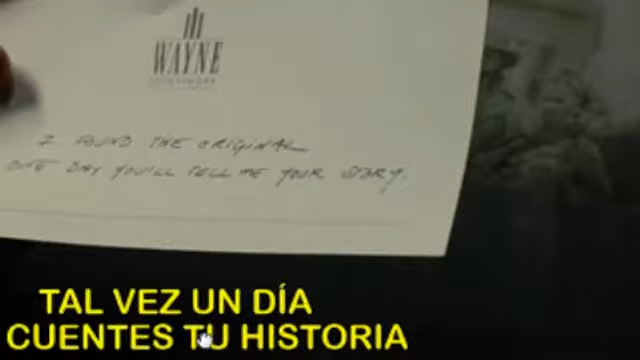 WAYNE
I FOUND THE ORIGINAL
ONE DAY YOU'LL TELL ME YOUR STORY.
TAL VEZ UN DÍA
CUENTES TU HISTORIA